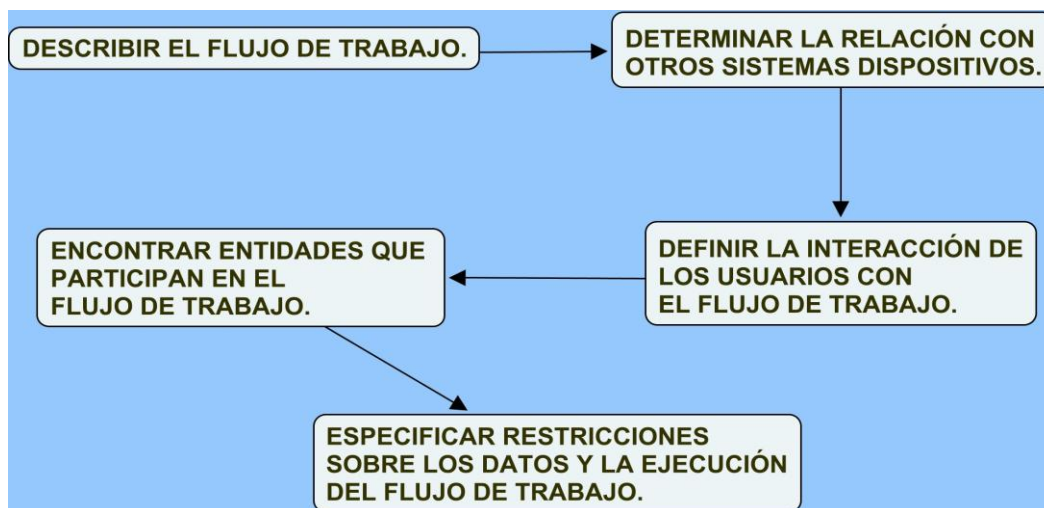 DESCRIBIR EL FLUJO DE TRABAJO.
DETERMINAR LA RELACIÓN CON
OTROS SISTEMAS DISPOSITIVOS.
DEFINIR LA INTERACCIÓN DE
LOS USUARIOS CON
EL FLUJO DE TRABAJO.
ENCONTRAR ENTIDADES QUE
PARTICIPAN EN EL
FLUJO DE TRABAJO.
ESPECIFICAR RESTRICCIONES
SOBRE LOS DATOS Y LA EJECUCIÓN
DEL FLUJO DE TRABAJO.